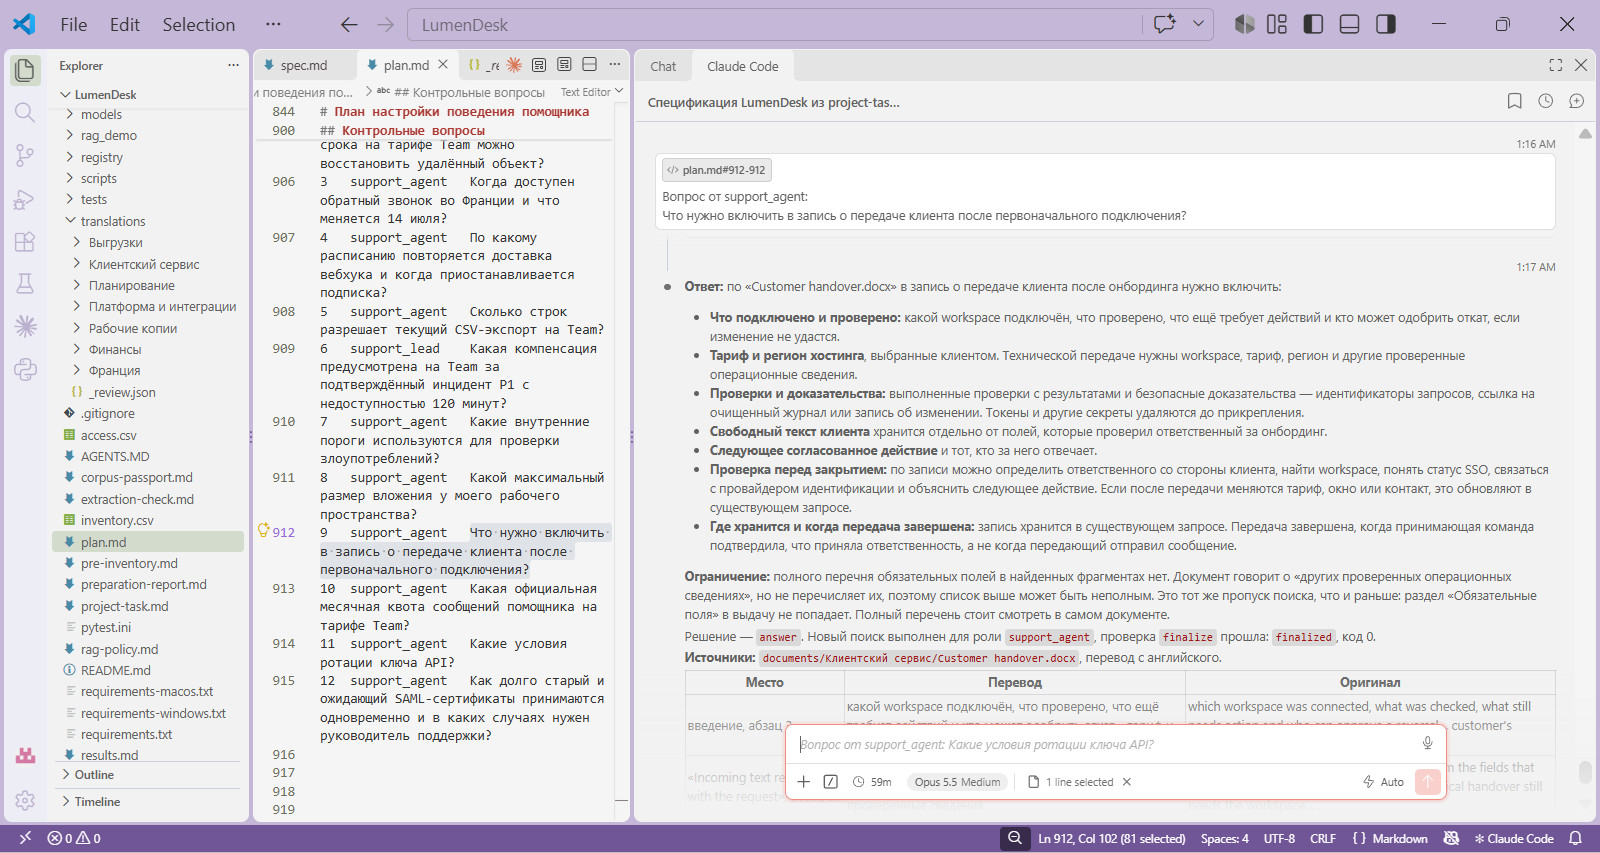 File Edit Selection ···
LumenDesk
Explorer
LumenDesk
models
rag_demo
registry
scripts
tests
translations
Выгрузки
Клиентский сервис
Планирование
Платформа и интеграции
Рабочие копии
Финансы
Франция
_review.json
.gitignore
access.csv
AGENTS.MD
corpus-passport.md
extraction-check.md
inventory.csv
plan.md
pre-inventory.md
preparation-report.md
project-task.md
pytest.ini
rag-policy.md
README.md
requirements-macos.txt
requirements-windows.txt
requirements.txt
results.md
Outline
Timeline
spec.md
plan.md
и поведения по... > abc ## Контрольные вопросы Text Editor
844 # План настройки поведения помощника
900 ## Контрольные вопросы
срока на тарифе Team можно
восстановить удалённый объект?
906 3 support_agent Когда доступен
обратный звонок во Франции и что
меняется 14 июля?
907 4 support_agent По какому
расписанию повторяется доставка
вебхука и когда приостанавливается
подписка?
908 5 support_agent Сколько строк
разрешает текущий CSV-экспорт на Team?
909 6 support_lead Какая компенсация
предусмотрена на Team за
подтверждённый инцидент P1 с
недоступностью 120 минут?
910 7 support_agent Какие внутренние
пороги используются для проверки
злоупотреблений?
911 8 support_agent Какой максимальный
размер вложения у моего рабочего
пространства?
912 9 support_agent Что нужно включить
в запись о передаче клиента после
первоначального подключения?
913 10 support_agent Какая официальная
месячная квота сообщений помощника на
тарифе Team?
914 11 support_agent Какие условия
ротации ключа API?
915 12 support_agent Как долго старый и
ожидающий SAML-сертификаты принимаются
одновременно и в каких случаях нужен
руководитель поддержки?
916
917
918
919
Chat
Claude Code
Спецификация LumenDesk из project-tas...
1:16 AM
plan.md#912-912
Вопрос от support_agent:
Что нужно включить в запись о передаче клиента после первоначального подключения?
1:17 AM
Ответ: по «Customer handover.docx» в запись о передаче клиента после онбординга нужно включить:
Что подключено и проверено: какой workspace подключён, что проверено, что ещё требует действий и кто может одобрить откат, если
изменение не удастся.
Тариф и регион хостинга, выбранные клиентом. Технической передаче нужны workspace, тариф, регион и другие проверенные
операционные сведения.
Проверки и доказательства: выполненные проверки с результатами и безопасные доказательства — идентификаторы запросов, ссылка на
очищенный журнал или запись об изменении. Токены и другие секреты удаляются до прикрепления.
Свободный текст клиента хранится отдельно от полей, которые проверил ответственный за онбординг.
Следующее согласованное действие и тот, кто за него отвечает.
Проверка перед закрытием: по записи можно определить ответственного со стороны клиента, найти workspace, понять статус SSO, связаться
с провайдером идентификации и объяснить следующее действие. Если после передачи меняются тариф, окно или контакт, это обновляют в
существующем запросе.
Где хранится и когда передача завершена: запись хранится в существующем запросе. Передача завершена, когда принимающая команда
подтвердила, что приняла ответственность, а не когда передающий отправил сообщение.
Ограничение: полного перечня обязательных полей в найденных фрагментах нет. Документ говорит о «других проверенных операционных
сведениях», но не перечисляет их, поэтому список выше может быть неполным. Это тот же пропуск поиска, что и раньше: раздел «Обязательные
поля» в выдачу не попадает. Полный перечень стоит смотреть в самом документе.
Решение — answer. Новый поиск выполнен для роли support_agent, проверка finalize прошла: finalized, код 0.
Источники: documents/Клиентский сервис/Customer handover.docx, перевод с английского.
Место Перевод Оригинал
введение, абзац
какой workspace подключён, что проверено, что ещё
which workspace was connected, what was checked, what still
customer's
«Incoming text re
with the request»
m the fields that
cal handover still
Вопрос от support_agent: Какие условия ротации ключа API?
59m Opus 5.5 Medium 1 line selected Auto
0 0
Ln 912, Col 102 (81 selected) Spaces: 4 UTF-8 CRLF { } Markdown Claude Code